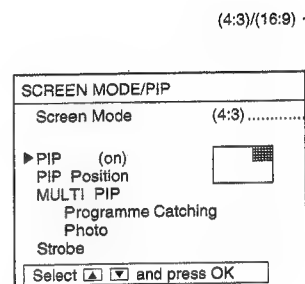 (4:3)/(16:9)
SCREEN MODE/PIP
Screen Mode (4:3)............
▶PIP (on)
PIP Position
MULTI PIP
Programme Catching
Photo
Strobe
Select ▲ ▼ and press OK